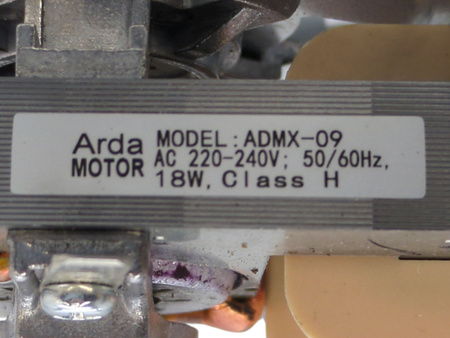 Arda
MOTOR
MODEL: ADMX-09
AC 220-240V; 50/60Hz,
18W, Class H